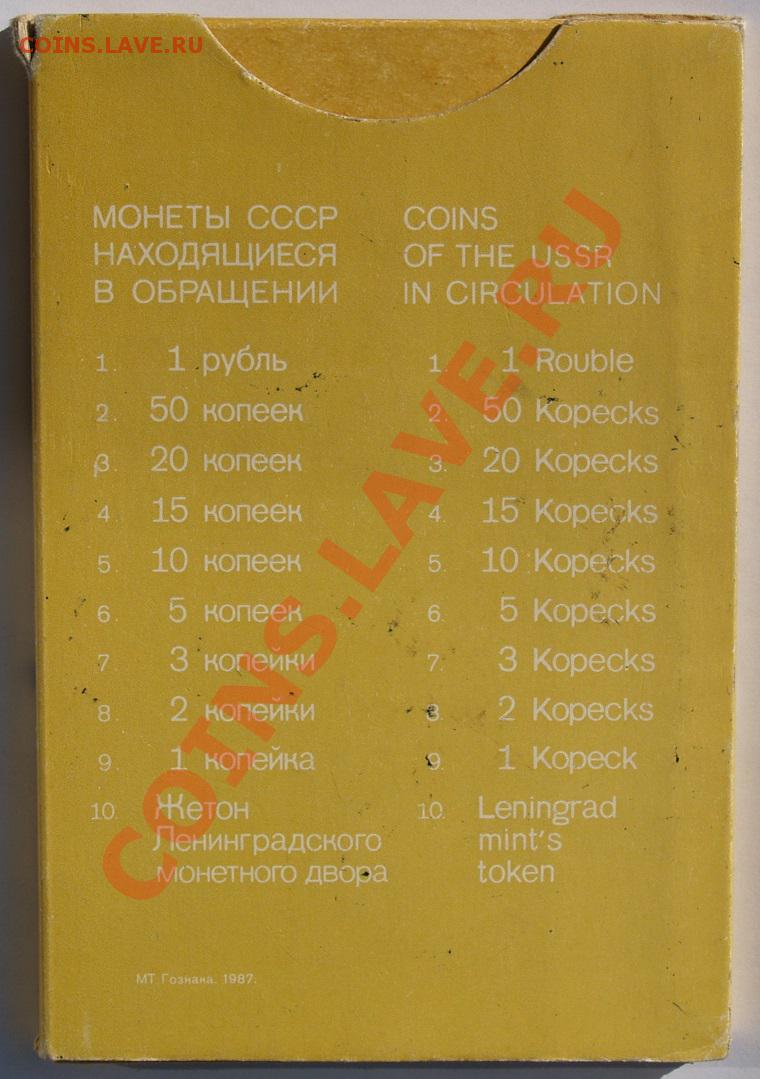 COINS.LAVE.RU
МОНЕТЫ СССР
НАХОДЯЩИЕСЯ
В ОБРАЩЕНИИ
1. 1 рубль
2. 50 копеек
3. 20 копеек
4. 15 копеек
5. 10 копеек
6. 5 копеек
7. 3 копейки
8. 2 копейки
9. 1 копейка
10. Жетон
Ленинградского
монетного двора
COINS
OF THE USSR
IN CIRCULATION
1. 1 Rouble
2. 50 Kopecks
3. 20 Kopecks
4. 15 Kopecks
5. 10 Kopecks
6. 5 Kopecks
7. 3 Kopecks
8. 2 Kopecks
9. 1 Kopeck
10. Leningrad
mint's
token
МТ Гознака. 1987.
COINS.LAVE.RU